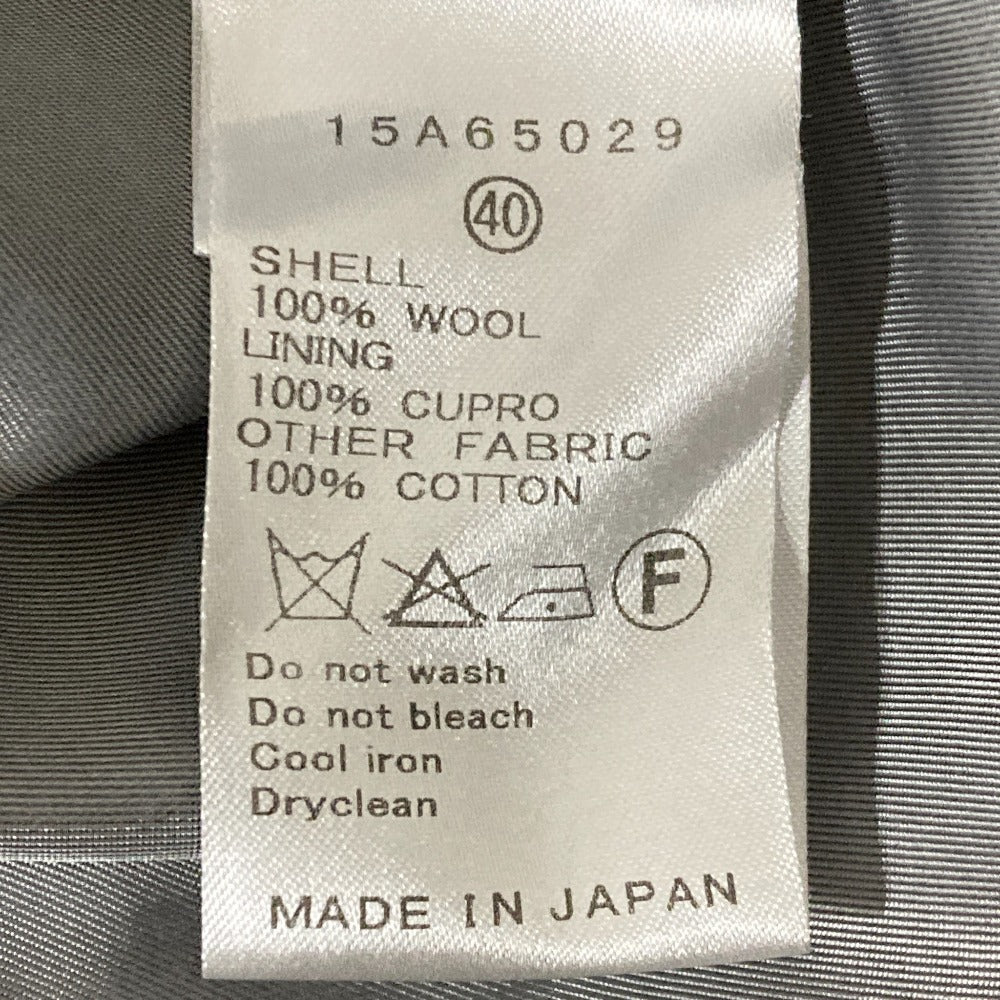 15A65029
40
SHELL
100% WOOL
LINING
100% CUPRO
OTHER FABRIC
100% COTTON
F
Do not wash
Do not bleach
Cool iron
Dryclean
MADE IN JAPAN